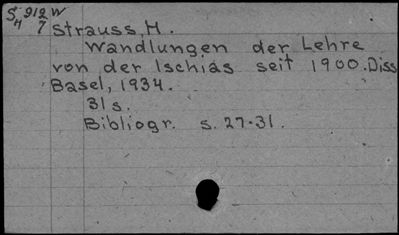 S 912 W
H 7 Strauss, H.
Wandlungen der Lehre
von der Ischias seit 1900. Diss
Basel, 1934.
31 s.
Bibliogr. s. 27-31.